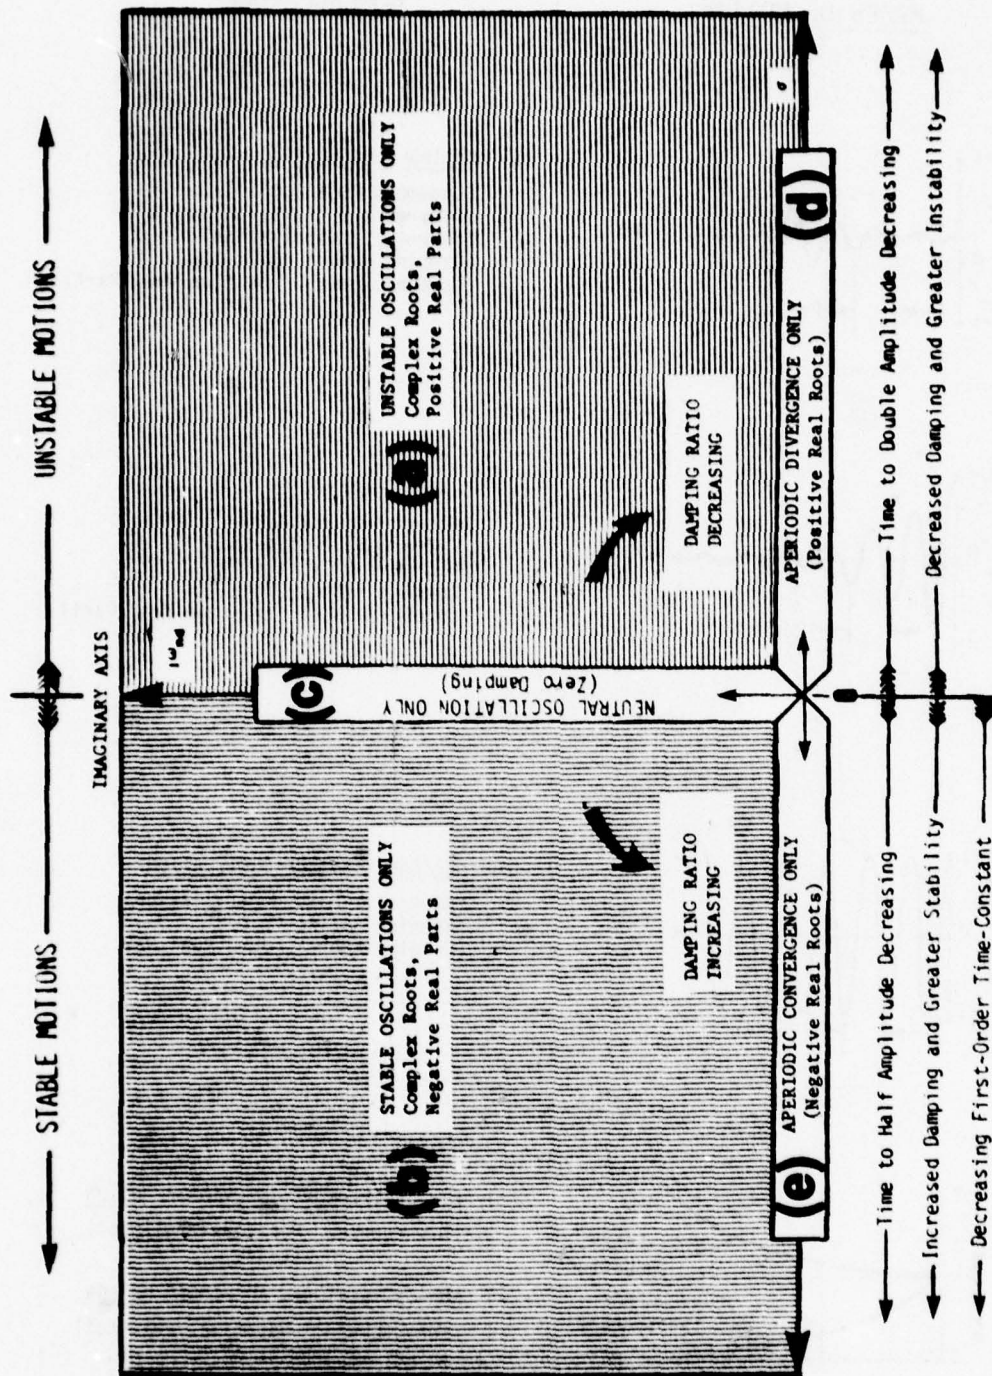 STABLE MOTIONS
UNSTABLE MOTIONS
IMAGINARY AXIS
(b)
STABLE OSCILLATIONS ONLY
Complex Roots,
Negative Real Parts
(a)
UNSTABLE OSCILLATIONS ONLY
Complex Roots,
Positive Real Parts
(c)
NEUTRAL OSCILLATION ONLY
(Zero Damping)
DAMPING RATIO
INCREASING
DAMPING RATIO
DECREASING
σ
(e)
APERIODIC CONVERGENCE ONLY
(Negative Real Roots)
APERIODIC DIVERGENCE ONLY
(Positive Real Roots)
(d)
0
Time to Half Amplitude Decreasing
Time to Double Amplitude Decreasing
Increased Damping and Greater Stability
Decreased Damping and Greater Instability
Decreasing First-Order Time-Constant